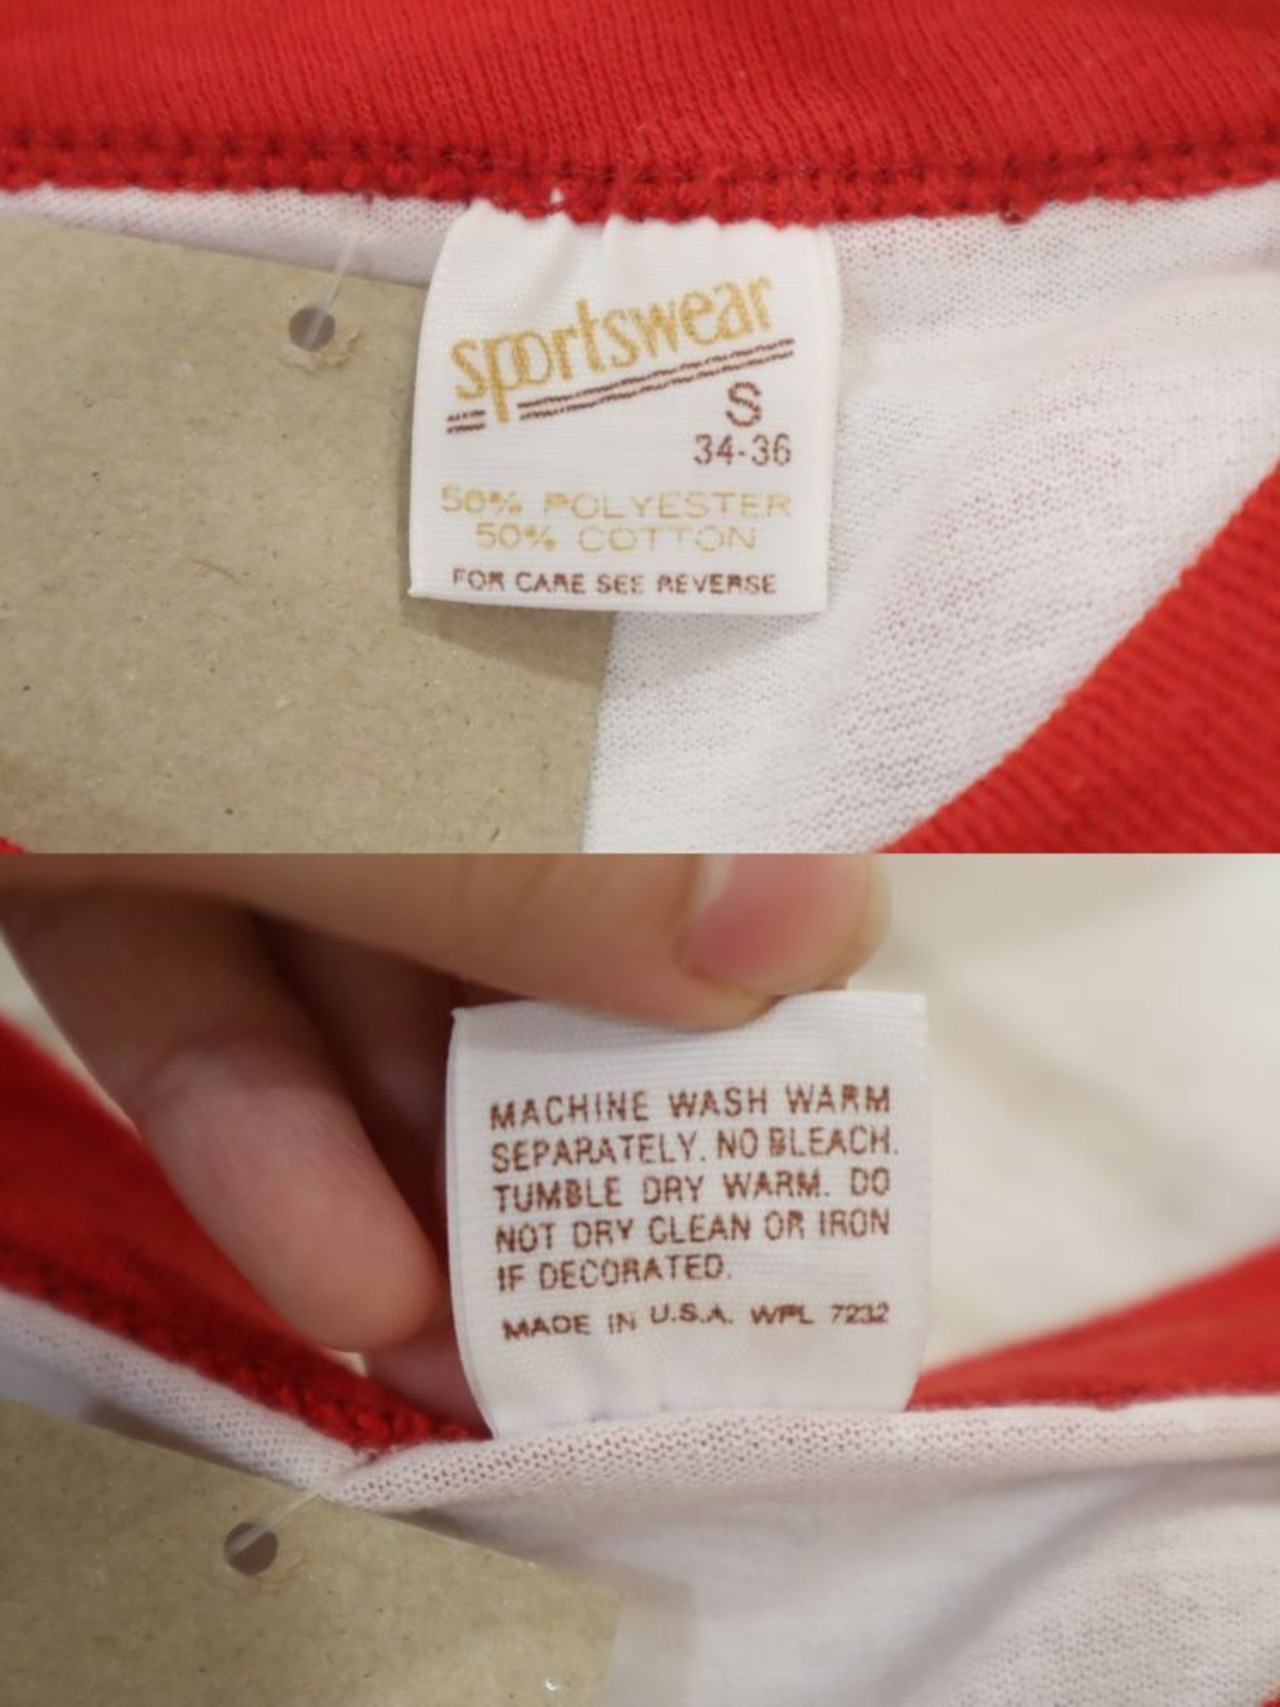 sportswear
S
34-36
50% POLYESTER
50% COTTON
FOR CARE SEE REVERSE
MACHINE WASH WARM
SEPARATELY. NO BLEACH.
TUMBLE DRY WARM. DO
NOT DRY CLEAN OR IRON
IF DECORATED.
MADE IN U.S.A. WPL 7232